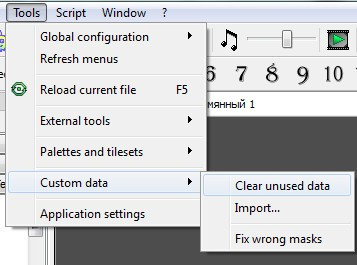 Tools Script Window ?
Global configuration
Refresh menus
6 7 8 9 10
Reload current file F5
мянный 1
External tools
Palettes and tilesets
Custom data
Clear unused data
Import...
Application settings
Fix wrong masks